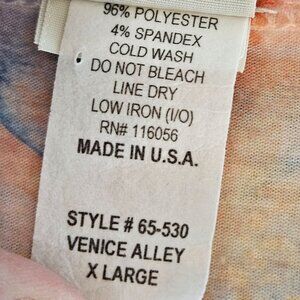 96% POLYESTER
4% SPANDEX
COLD WASH
DO NOT BLEACH
LINE DRY
LOW IRON (I/O)
RN# 116056
MADE IN U.S.A.
STYLE # 65-530
VENICE ALLEY
X LARGE